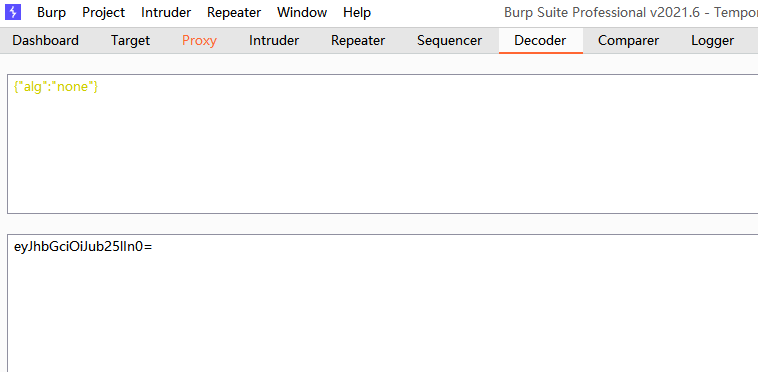 Burp Project Intruder Repeater Window Help Burp Suite Professional v2021.6 - Tempo
Dashboard Target Proxy Intruder Repeater Sequencer Decoder Comparer Logger
{"alg":"none"}
eyJhbGciOiJub25lIn0=